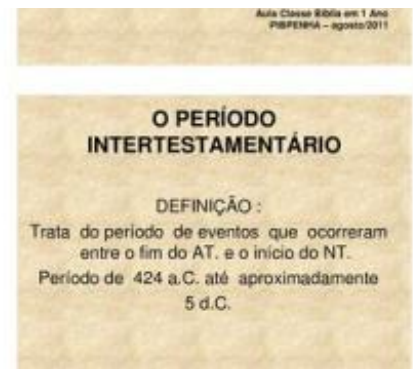 Aula Classe Bíblia em 1 Ano
PIBPENHA – agosto/2011
O PERÍODO
INTERTESTAMENTÁRIO
DEFINIÇÃO :
Trata do período de eventos que ocorreram
entre o fim do AT. e o início do NT.
Período de 424 a.C. até aproximadamente
5 d.C.